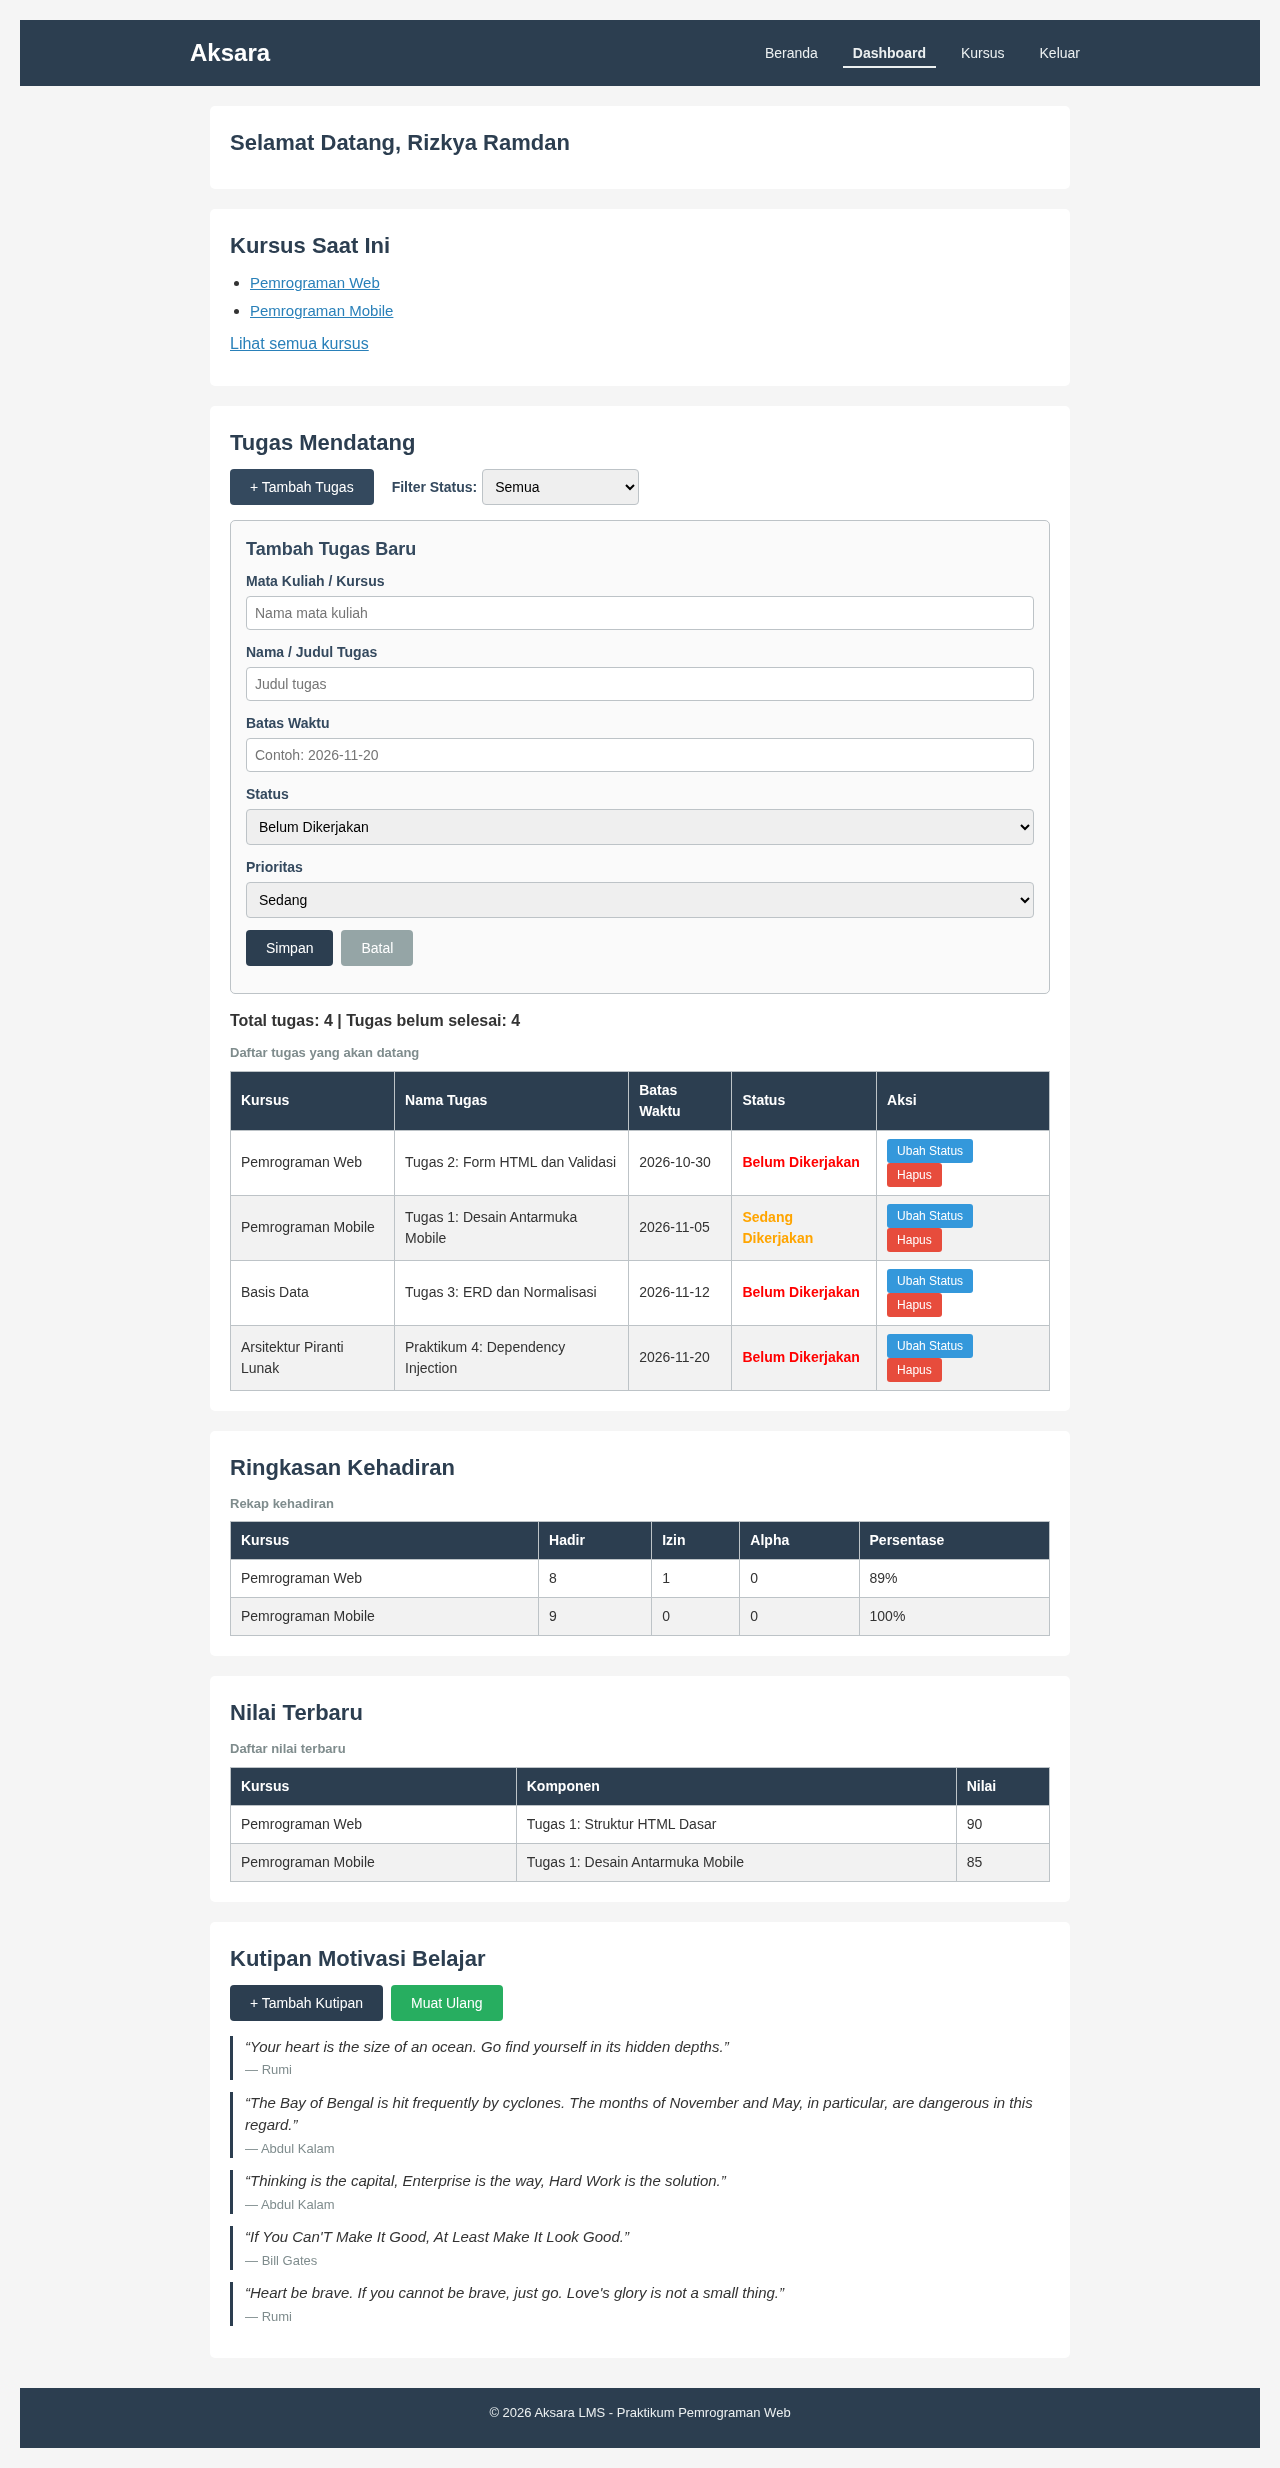 Aksara
Beranda Dashboard Kursus Keluar
Selamat Datang, Rizkya Ramdan
Kursus Saat Ini
Pemrograman Web
Pemrograman Mobile
Lihat semua kursus
Tugas Mendatang
+ Tambah Tugas Filter Status: Semua
Tambah Tugas Baru
Mata Kuliah / Kursus
Nama mata kuliah
Nama / Judul Tugas
Judul tugas
Batas Waktu
Contoh: 2026-11-20
Status
Belum Dikerjakan
Prioritas
Sedang
Simpan Batal
Total tugas: 4 | Tugas belum selesai: 4
Daftar tugas yang akan datang
Kursus Nama Tugas Batas Waktu Status Aksi
Pemrograman Web Tugas 2: Form HTML dan Validasi 2026-10-30 Belum Dikerjakan Ubah Status Hapus
Pemrograman Mobile Tugas 1: Desain Antarmuka Mobile 2026-11-05 Sedang Dikerjakan Ubah Status Hapus
Basis Data Tugas 3: ERD dan Normalisasi 2026-11-12 Belum Dikerjakan Ubah Status Hapus
Arsitektur Piranti Lunak Praktikum 4: Dependency Injection 2026-11-20 Belum Dikerjakan Ubah Status Hapus
Ringkasan Kehadiran
Rekap kehadiran
Kursus Hadir Izin Alpha Persentase
Pemrograman Web 8 1 0 89%
Pemrograman Mobile 9 0 0 100%
Nilai Terbaru
Daftar nilai terbaru
Kursus Komponen Nilai
Pemrograman Web Tugas 1: Struktur HTML Dasar 90
Pemrograman Mobile Tugas 1: Desain Antarmuka Mobile 85
Kutipan Motivasi Belajar
+ Tambah Kutipan Muat Ulang
“Your heart is the size of an ocean. Go find yourself in its hidden depths.”
— Rumi
“The Bay of Bengal is hit frequently by cyclones. The months of November and May, in particular, are dangerous in this
regard.”
— Abdul Kalam
“Thinking is the capital, Enterprise is the way, Hard Work is the solution.”
— Abdul Kalam
“If You Can'T Make It Good, At Least Make It Look Good.”
— Bill Gates
“Heart be brave. If you cannot be brave, just go. Love's glory is not a small thing.”
— Rumi
© 2026 Aksara LMS - Praktikum Pemrograman Web